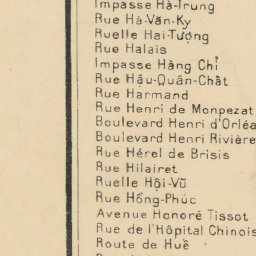 Impasse Hà-Trung
Rue Hà-Văn-Ky
Ruelle Hai-Tượng
Rue Halais
Impasse Hàng Chỉ
Rue Hậu-Quân-Chất
Rue Harmand
Rue Henri de Monpezat
Boulevard Henri d'Orléa
Boulevard Henri Rivière
Rue Hérel de Brisis
Rue Hilairet
Ruelle Hội-Vũ
Rue Hồng-Phúc
Avenue Honoré Tissot
Rue de l'Hôpital Chinois
Route de Huế